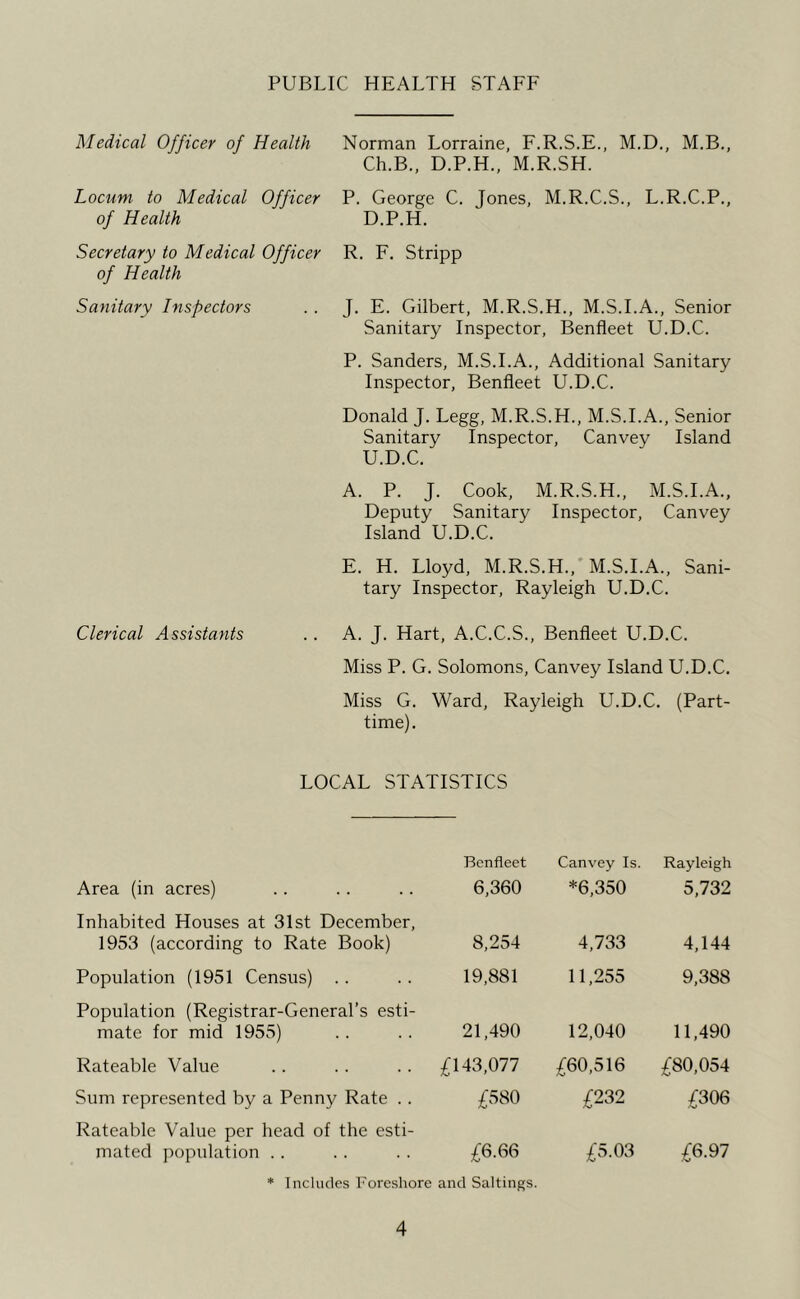 PUBLIC HEALTH STAFF
Medical Officer of Health Norman Lorraine, F.R.S.E., M.D., M.B.,
Ch.B., D.P.H., M.R.SH.
Locum to Medical Officer P. George C. Jones, M.R.C.S., L.R.C.P.,
of Health D.P.H.
Secretary to Medical Officer R. F. Stripp
of Health
Sanitary Inspectors .. J. E. Gilbert, M.R.S.H., M.S.I.A., Senior
Sanitary Inspector, Benfleet U.D.C.
P. Sanders, M.S.I.A., Additional Sanitary
Inspector, Benfleet U.D.C.
Donald J. Legg, M.R.S.H., M.S.I.A., Senior
Sanitary Inspector, Canvey Island
U.D.C.
A. P. J. Cook, M.R.S.H., M.S.I.A.,
Deputy Sanitary Inspector, Canvey
Island U.D.C.
E. H. Lloyd, M.R.S.H., M.S.I.A., Sani-
tary Inspector, Rayleigh U.D.C.
Clerical Assistants .. A. J. Hart, A.C.C.S., Benfleet U.D.C.
Miss P. G. Solomons, Canvey Island U.D.C.
Miss G. Ward, Rayleigh U.D.C. (Part-
time).
LOCAL STATISTICS
Benfleet Canvey Is. Rayleigh
Area (in acres) .. .. .. 6,360 *6,350 5,732
Inhabited Houses at 31st December,
1953 (according to Rate Book) 8,254 4,733 4,144
Population (1951 Census) .. .. 19,881 11,255 9,388
Population (Registrar-General's esti-
mate for mid 1955) .. .. 21,490 12,040 11,490
Rateable Value .. .. .. £143,077 £60,516 £80,054
Sum represented by a Penny Rate .. £580 £232 £306
Rateable Value per head of the esti-
mated population .. .. .. £6.66 £5.03 £6.97
* Includes Foreshore and Saltings.
4